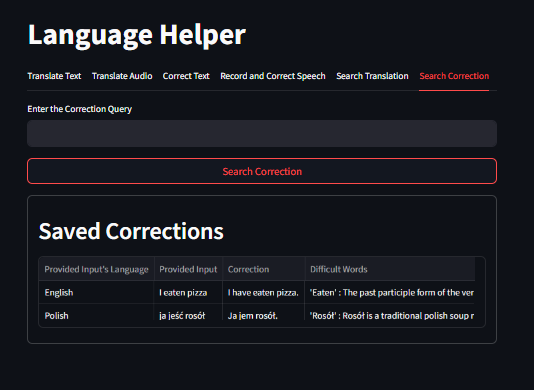 Language Helper
Translate Text Translate Audio Correct Text Record and Correct Speech Search Translation Search Correction
Enter the Correction Query
Search Correction
Saved Corrections
Provided Input's Language Provided Input Correction Difficult Words
English I eaten pizza I have eaten pizza. 'Eaten' : The past participle form of the ver
Polish ja jeść rosół Ja jem rosół. 'Rosół' : Rosół is a traditional polish soup